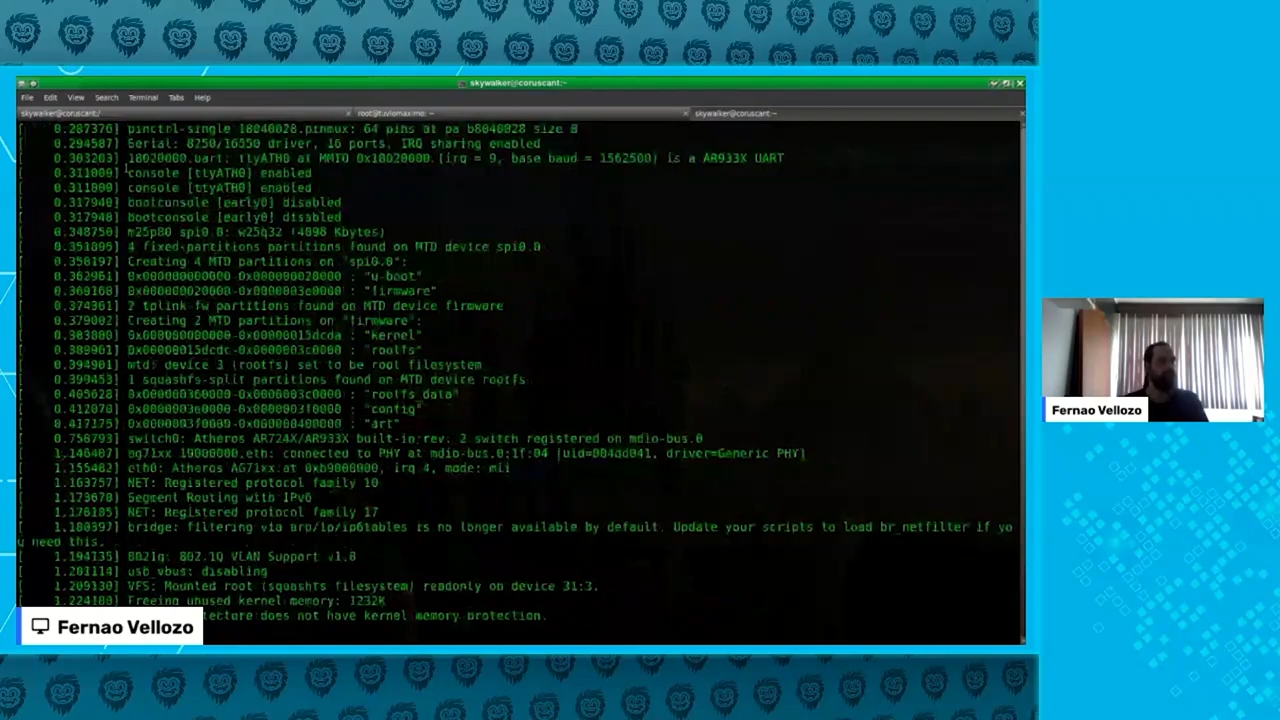 skywalker@coruscant:~
File Edit View Search Terminal Tabs Help
skywalker@coruscant:/ root@tuviomaximo: ~ skywalker@coruscant:~
[ 0.287376] pinctrl-single 18040028.pinmux: 64 pins at pa b8040028 size 8
[ 0.294587] Serial: 8250/16550 driver, 16 ports, IRQ sharing enabled
[ 0.303203] 18020000.uart: ttyATH0 at MMIO 0x18020000 (irq = 9, base_baud = 1562500) is a AR933X UART
[ 0.311000] console [ttyATH0] enabled
[ 0.311000] console [ttyATH0] enabled
[ 0.317940] bootconsole [early0] disabled
[ 0.317940] bootconsole [early0] disabled
[ 0.348750] m25p80 spi0.0: w25q32 (4096 Kbytes)
[ 0.351895] 4 fixed-partitions partitions found on MTD device spi0.0
[ 0.358197] Creating 4 MTD partitions on "spi0.0":
[ 0.362961] 0x000000000000-0x000000020000 : "u-boot"
[ 0.369168] 0x000000020000-0x0000003e0000 : "firmware"
[ 0.374361] 2 tplink-fw partitions found on MTD device firmware
[ 0.379002] Creating 2 MTD partitions on "firmware":
[ 0.383880] 0x000000000000-0x00000015dcda : "kernel"
[ 0.389961] 0x00000015dcdc-0x0000003c0000 : "rootfs"
[ 0.394901] mtd: device 3 (rootfs) set to be root filesystem
[ 0.399453] 1 squashfs-split partitions found on MTD device rootfs
[ 0.405628] 0x000000360000-0x0000003c0000 : "rootfs_data"
[ 0.412070] 0x0000003e0000-0x0000003f0000 : "config"
[ 0.417175] 0x0000003f0000-0x000000400000 : "art"
[ 0.750793] switch0: Atheros AR724X/AR933X built-in rev. 2 switch registered on mdio-bus.0
[ 1.146407] ag71xx 19000000.eth: connected to PHY at mdio-bus.0:1f:04 [uid=004dd041, driver=Generic PHY]
[ 1.155462] eth0: Atheros AG71xx at 0xb9000000, irq 4, mode: mii
[ 1.163757] NET: Registered protocol family 10
[ 1.173670] Segment Routing with IPv6
[ 1.176185] NET: Registered protocol family 17
[ 1.180397] bridge: filtering via arp/ip/ip6tables is no longer available by default. Update your scripts to load br_netfilter if yo
u need this.
[ 1.194135] 8021q: 802.1Q VLAN Support v1.8
[ 1.201114] usb_vbus: disabling
[ 1.209130] VFS: Mounted root (squashfs filesystem) readonly on device 31:3.
[ 1.224180] Freeing unused kernel memory: 1232K
tecture does not have kernel memory protection.
Fernao Vellozo
Fernao Vellozo